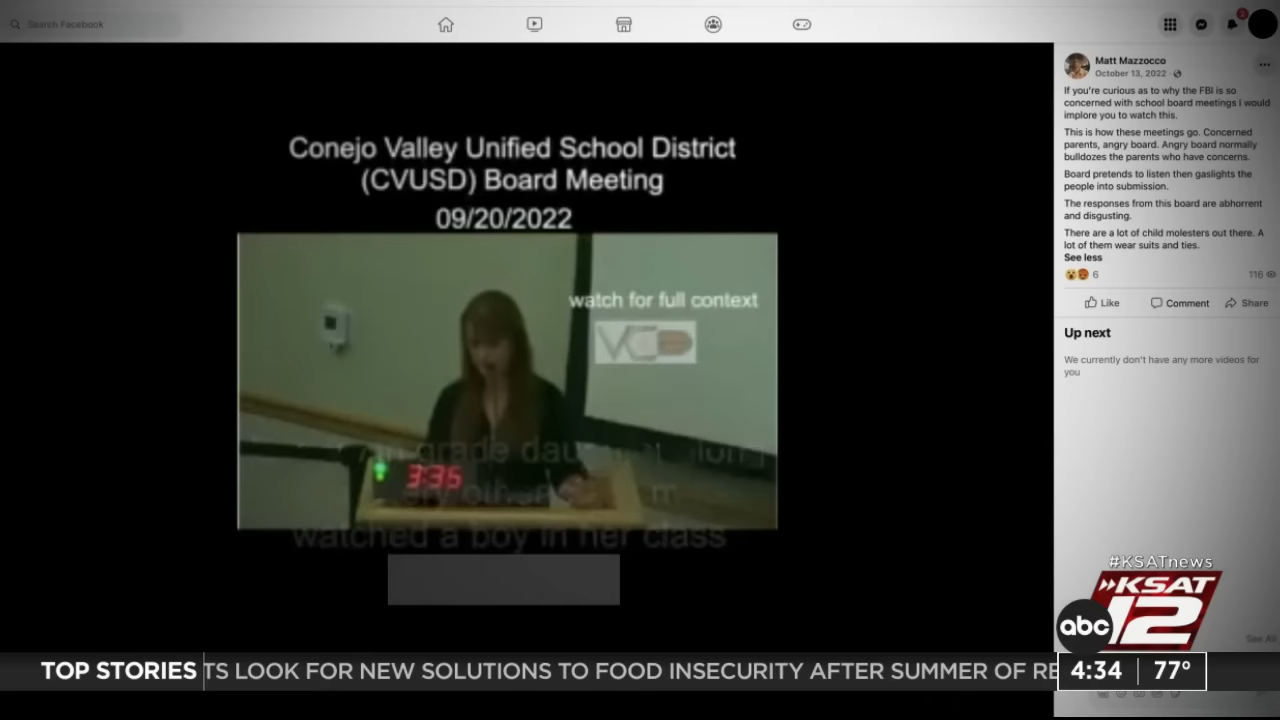 Search Facebook
2
Matt Mazzocco
October 13, 2022
If you're curious as to why the FBI is so
concerned with school board meetings I would
implore you to watch this.
This is how these meetings go. Concerned
parents, angry board. Angry board normally
bulldozes the parents who have concerns.
Board pretends to listen then gaslights the
people into submission.
The responses from this board are abhorrent
and disgusting.
There are a lot of child molesters out there. A
lot of them wear suits and ties.
See less
6
116
Like Comment Share
Up next
We currently don't have any more videos for
you
See All
Conejo Valley Unified School District
(CVUSD) Board Meeting
09/20/2022
watch for full context
grade
3:35
watched a boy in her class
#KSATnews
KSAT
12
abc
TOP STORIES TS LOOK FOR NEW SOLUTIONS TO FOOD INSECURITY AFTER SUMMER OF RE
4:34 77°